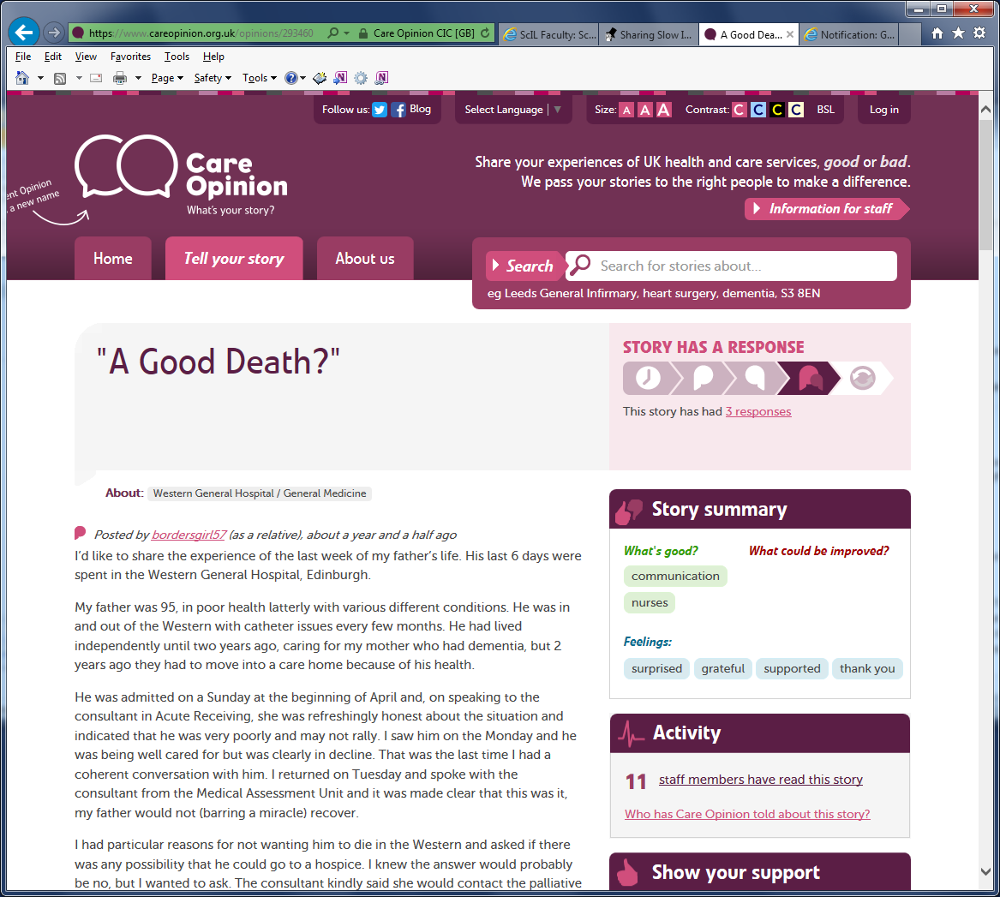 https://www.careopinion.org.uk/opinions/293460
Care Opinion CIC [GB]
ScIL Faculty: Sc...
Sharing Slow I...
A Good Dea...
Notification: G...
File Edit View Favorites Tools Help
Page Safety Tools
Follow us:
Blog
Select Language
Size: A A A
Contrast: C C C C
BSL
Log in
ent Opinion
a new name
Care
Opinion
What's your story?
Share your experiences of UK health and care services, good or bad.
We pass your stories to the right people to make a difference.
Information for staff
Home
Tell your story
About us
Search
Search for stories about...
eg Leeds General Infirmary, heart surgery, dementia, S3 8EN
"A Good Death?"
STORY HAS A RESPONSE
This story has had 3 responses
About: Western General Hospital / General Medicine
Posted by bordersgirl57 (as a relative), about a year and a half ago
I'd like to share the experience of the last week of my father's life. His last 6 days were
spent in the Western General Hospital, Edinburgh.
My father was 95, in poor health latterly with various different conditions. He was in
and out of the Western with catheter issues every few months. He had lived
independently until two years ago, caring for my mother who had dementia, but 2
years ago they had to move into a care home because of his health.
He was admitted on a Sunday at the beginning of April and, on speaking to the
consultant in Acute Receiving, she was refreshingly honest about the situation and
indicated that he was very poorly and may not rally. I saw him on the Monday and he
was being well cared for but was clearly in decline. That was the last time I had a
coherent conversation with him. I returned on Tuesday and spoke with the
consultant from the Medical Assessment Unit and it was made clear that this was it,
my father would not (barring a miracle) recover.
I had particular reasons for not wanting him to die in the Western and asked if there
was any possibility that he could go to a hospice. I knew the answer would probably
be no, but I wanted to ask. The consultant kindly said she would contact the palliative
Story summary
What's good?
What could be improved?
communication
nurses
Feelings:
surprised
grateful
supported
thank you
Activity
11 staff members have read this story
Who has Care Opinion told about this story?
Show your support